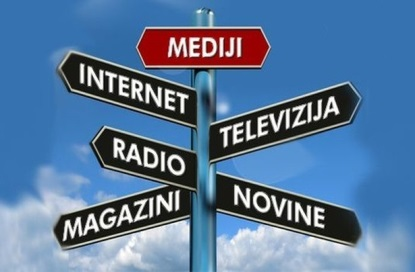 MEDIJI
INTERNET
TELEVIZIJA
RADIO
MAGAZINI
NOVINE